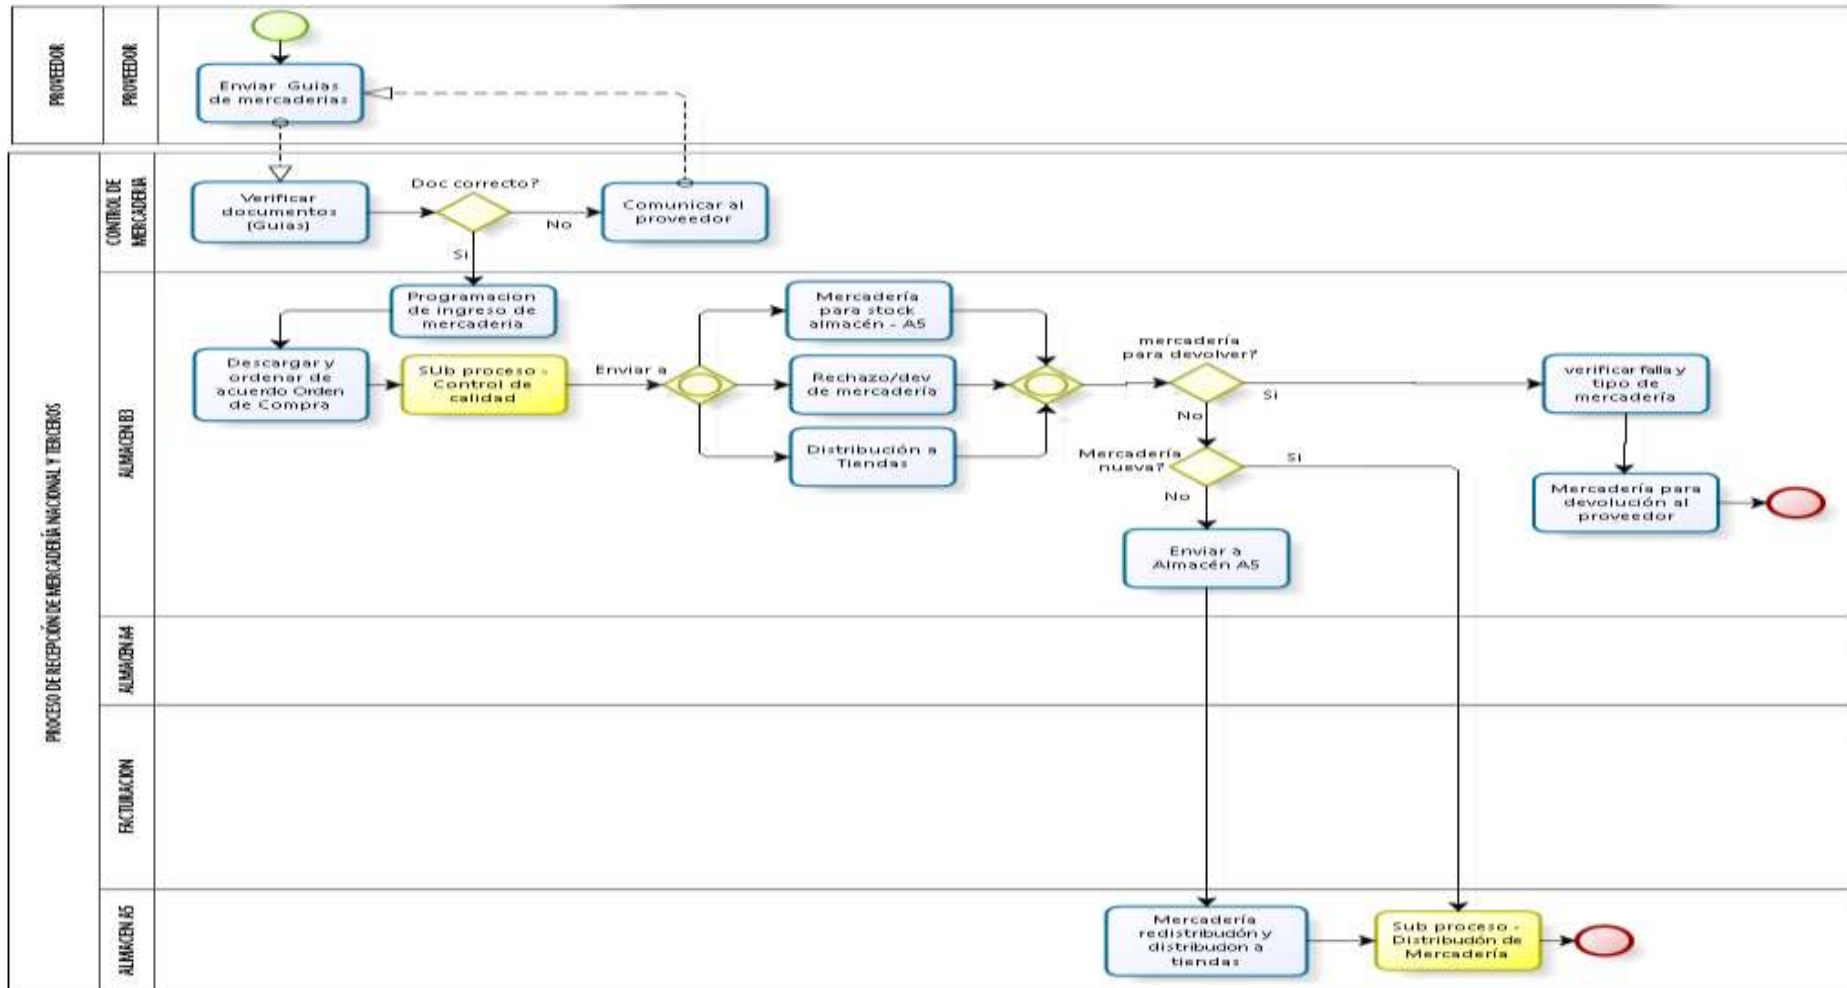 PROVEEDOR
PROVEEDOR
Enviar Guias
de mercaderias
PROCESO DE RECEPCIÓN DE MERCADERÍA NACIONAL Y TERCEROS
CONTROL DE
MERCADERIA
Verificar
documentos
(Guias)
Doc correcto?
No
Si
Comunicar al
proveedor
ALMACEN B3
Programacion
de ingreso de
mercaderia
Descargar y
ordenar de
acuerdo Orden
de Compra
SUb proceso -
Control de
calidad
Enviar a
Mercadería
para stock
almacén - A5
Rechazo/dev
de mercadería
Distribución a
Tiendas
mercadería
para devolver?
Si
No
Mercadería
nueva?
Si
No
Enviar a
Almacén A5
verificar falla y
tipo de
mercadería
Mercadería para
devolución al
proveedor
ALMACEN A4
FACTURACION
ALMACEN A5
Mercadería
redistribución y
distribucion a
tiendas
Sub proceso -
Distribución de
Mercadería